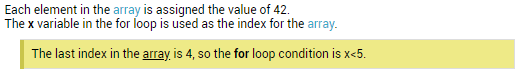 Each element in the array is assigned the value of 42.
The x variable in the for loop is used as the index for the array.
The last index in the array is 4, so the for loop condition is x<5.